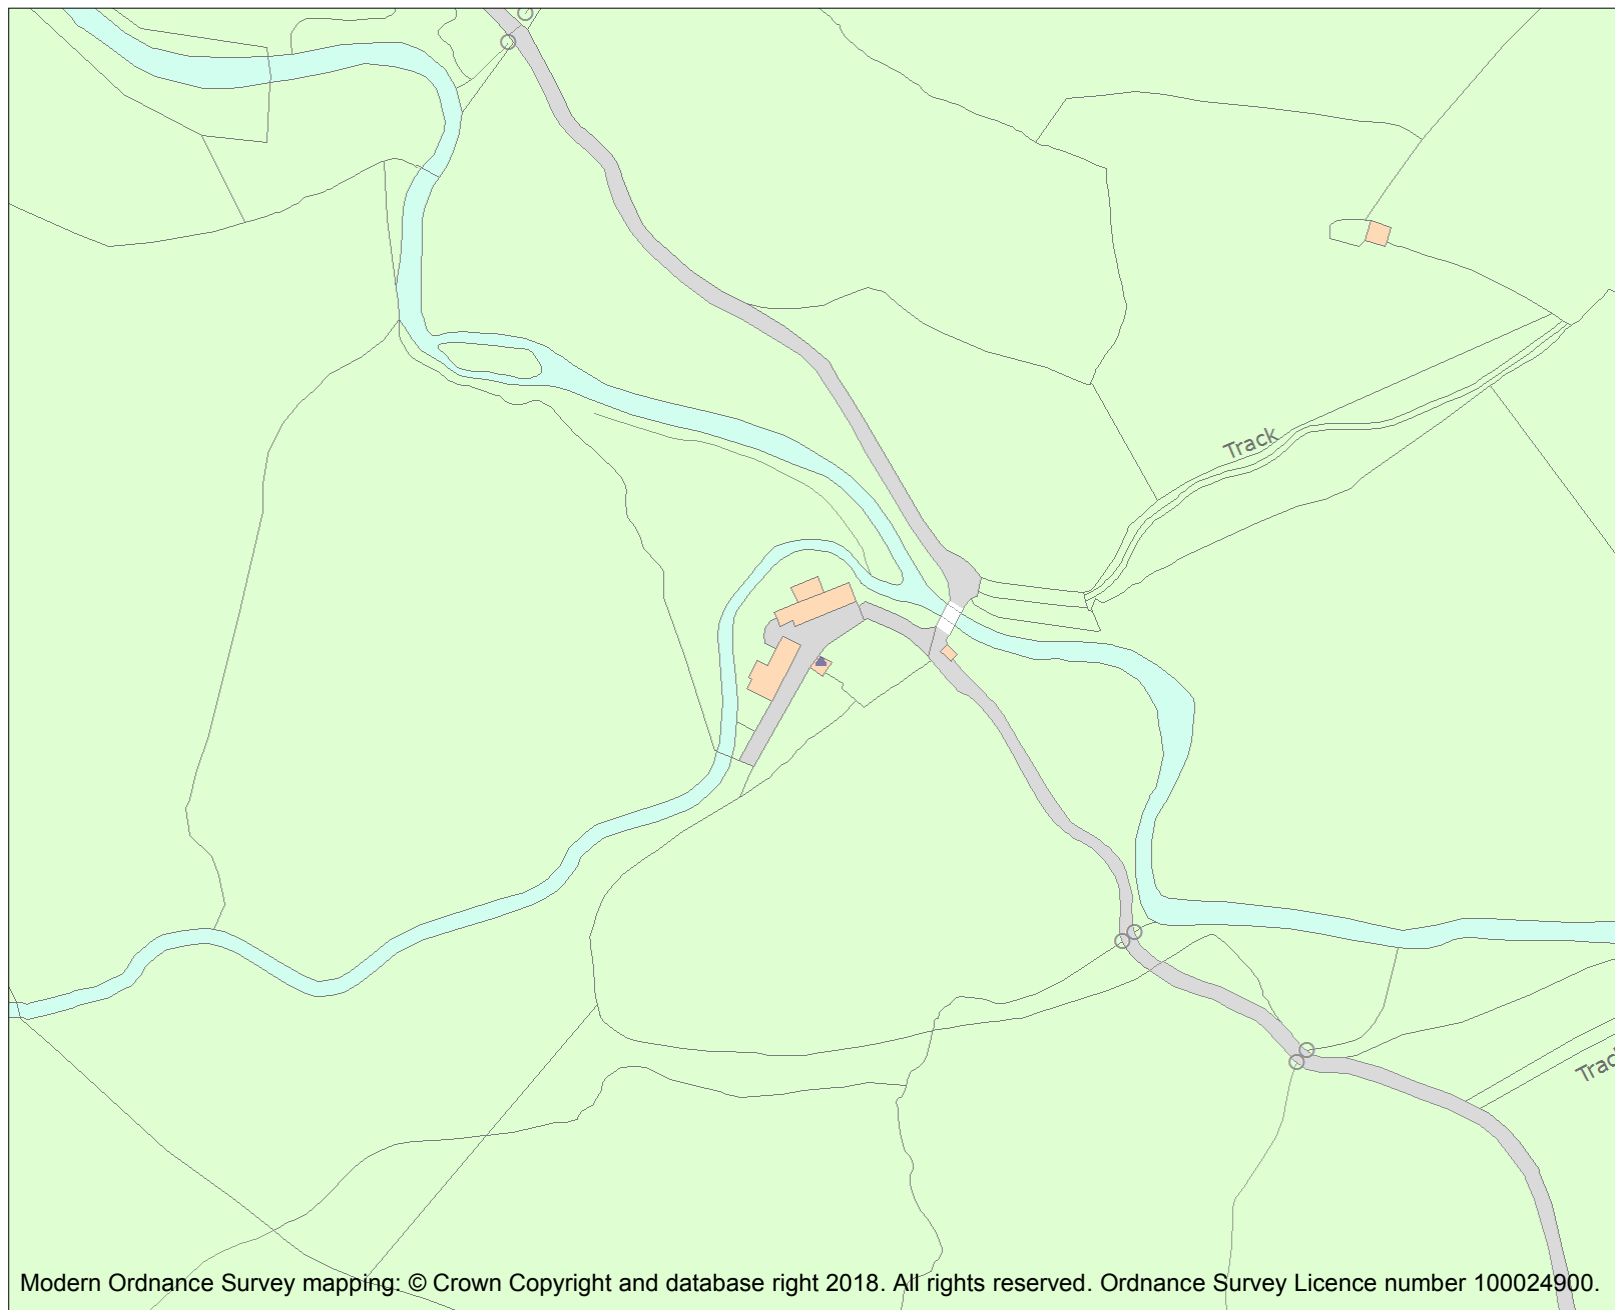 Track
Trac
Modern Ordnance Survey mapping: © Crown Copyright and database right 2018. All rights reserved. Ordnance Survey Licence number 100024900.